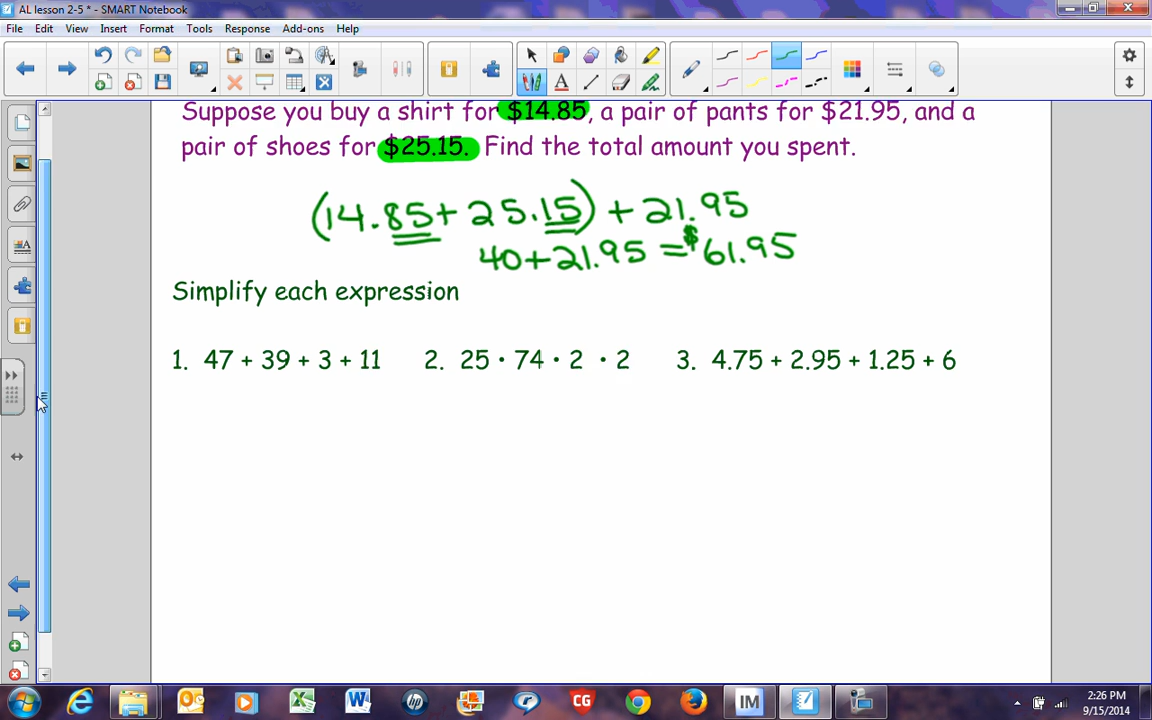 AL lesson 2-5 * - SMART Notebook
File Edit View Insert Format Tools Response Add-ons Help
Suppose you buy a shirt for $14.85, a pair of pants for $21.95, and a
pair of shoes for $25.15. Find the total amount you spent.
(14.85+ 25.15) + 21.95
40+21.95 = $61.95
Simplify each expression
1. 47 + 39 + 3 + 11 2. 25 • 74 • 2 • 2 3. 4.75 + 2.95 + 1.25 + 6
CG IM
2:26 PM
9/15/2014